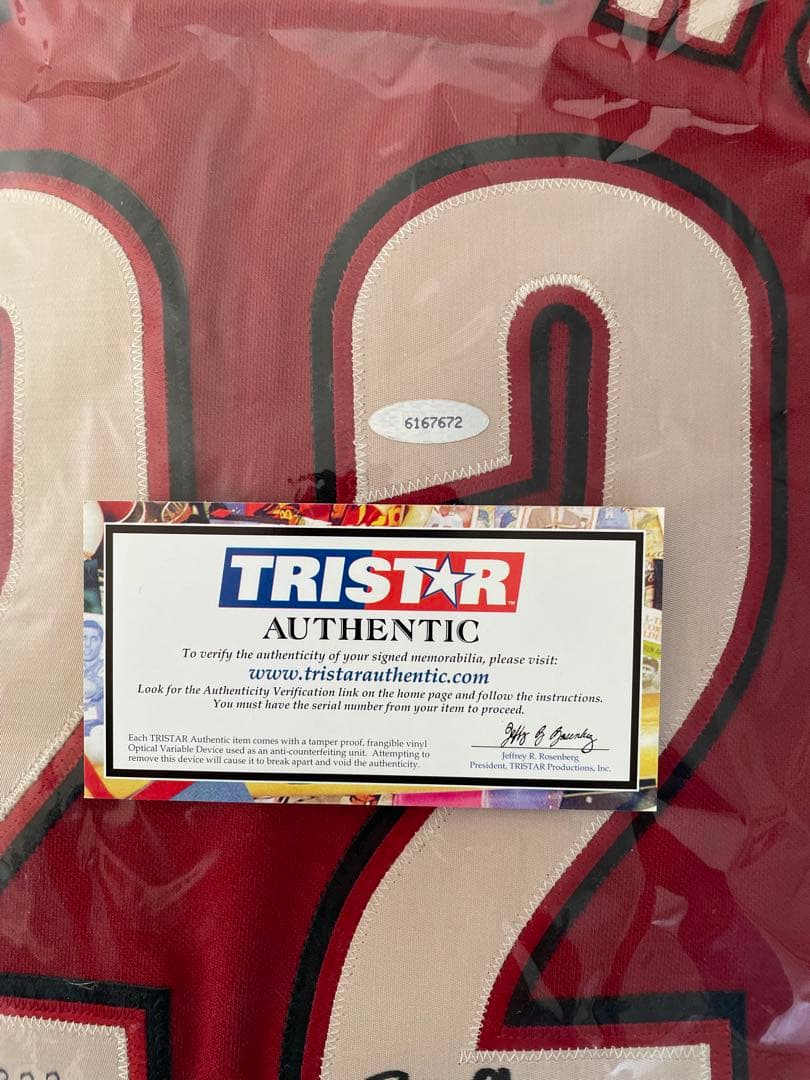 22
6167672
TRISTAR™
AUTHENTIC
To verify the authenticity of your signed memorabilia, please visit:
www.tristarauthentic.com
Look for the Authenticity Verification link on the home page and follow the instructions.
You must have the serial number from your item to proceed.
Each TRISTAR Authentic item comes with a tamper proof, frangible vinyl
Optical Variable Device used as an anti-counterfeiting unit. Attempting to
remove this device will cause it to break apart and void the authenticity.
Jeffrey R. Rosenberg
President, TRISTAR Productions, Inc.